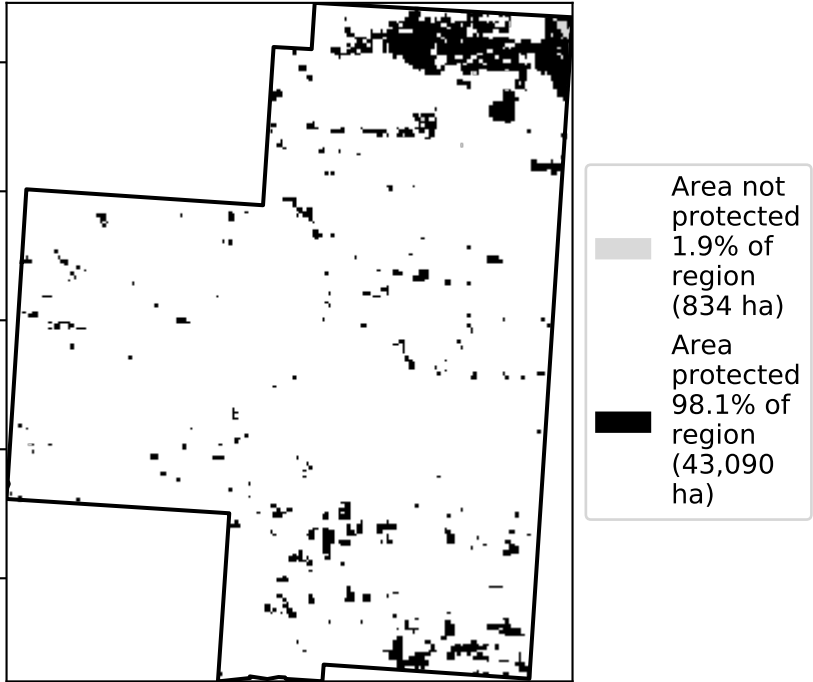 Area not
protected
1.9% of
region
(834 ha)
Area
protected
98.1% of
region
(43,090
ha)